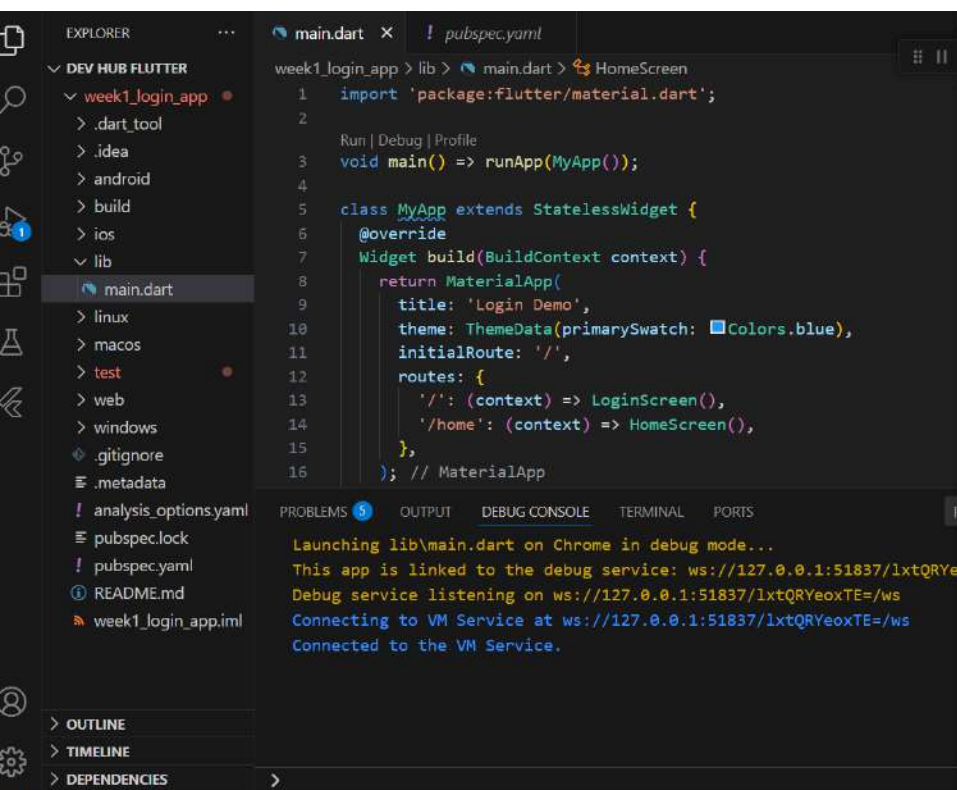 EXPLORER
DEV HUB FLUTTER
week1_login_app
.dart_tool
.idea
android
build
ios
lib
main.dart
linux
macos
test
web
windows
.gitignore
.metadata
analysis_options.yaml
pubspec.lock
pubspec.yaml
README.md
week1_login_app.iml
OUTLINE
TIMELINE
DEPENDENCIES
1
main.dart
! pubspec.yaml
week1_login_app > lib > main.dart > HomeScreen
1 import 'package:flutter/material.dart';
2
Run | Debug | Profile
3 void main() => runApp(MyApp());
4
5 class MyApp extends StatelessWidget {
6 @override
7 Widget build(BuildContext context) {
8 return MaterialApp(
9 title: 'Login Demo',
10 theme: ThemeData(primarySwatch: Colors.blue),
11 initialRoute: '/',
12 routes: {
13 '/': (context) => LoginScreen(),
14 '/home': (context) => HomeScreen(),
15 },
16 ); // MaterialApp
PROBLEMS 5 OUTPUT DEBUG CONSOLE TERMINAL PORTS
Launching lib\main.dart on Chrome in debug mode...
This app is linked to the debug service: ws://127.0.0.1:51837/lxtQRYe
Debug service listening on ws://127.0.0.1:51837/lxtQRYeoxTE=/ws
Connecting to VM Service at ws://127.0.0.1:51837/lxtQRYeoxTE=/ws
Connected to the VM Service.